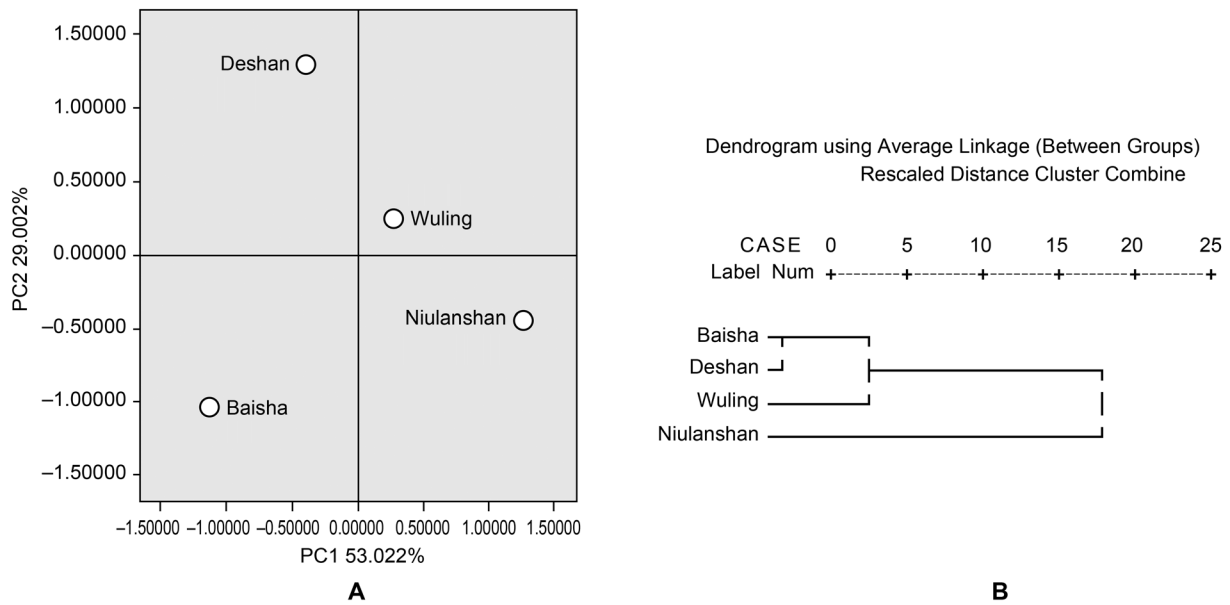 1.50000
Deshan
1.00000
0.50000
Wuling
0.00000
Niulanshan
–0.50000
–1.00000
Baisha
–1.50000
PC2 29.002%
–1.50000 –1.00000 –0.50000 0.00000 0.50000 1.00000 1.50000
PC1 53.022%
A
Dendrogram using Average Linkage (Between Groups)
Rescaled Distance Cluster Combine
CASE 0 5 10 15 20 25
Label Num
Baisha
Deshan
Wuling
Niulanshan
B